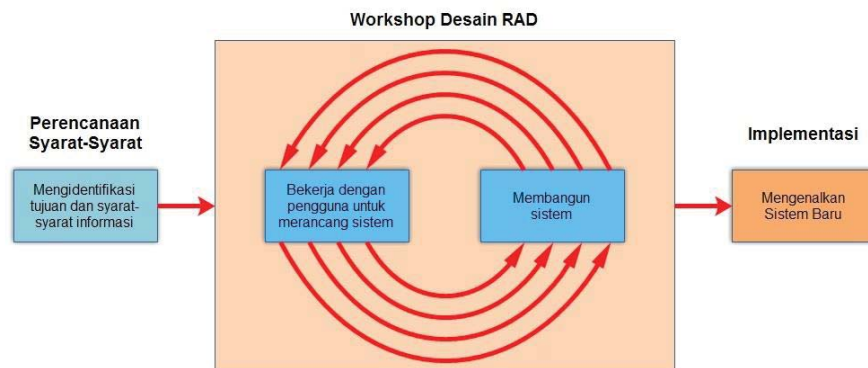 Workshop Desain RAD
Perencanaan
Syarat-Syarat
Mengidentifikasi
tujuan dan syarat-
syarat informasi
Bekerja dengan
pengguna untuk
merancang sistem
Membangun
sistem
Implementasi
Mengenalkan
Sistem Baru